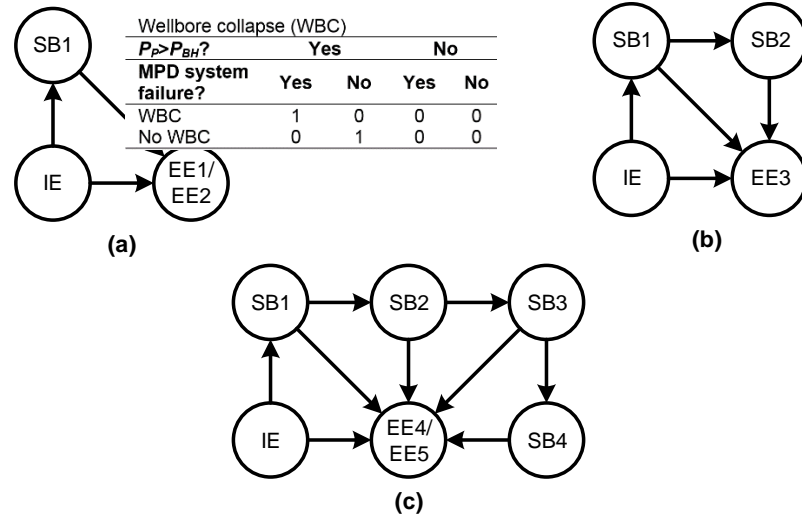 Wellbore collapse (WBC)
P_P>P_BH? Yes No
MPD system failure? Yes No Yes No
WBC 1 0 0 0
No WBC 0 1 0 0
SB1
IE
EE1/
EE2
(a)
SB1 SB2
IE EE3
(b)
SB1 SB2 SB3
IE EE4/
EE5 SB4
(c)